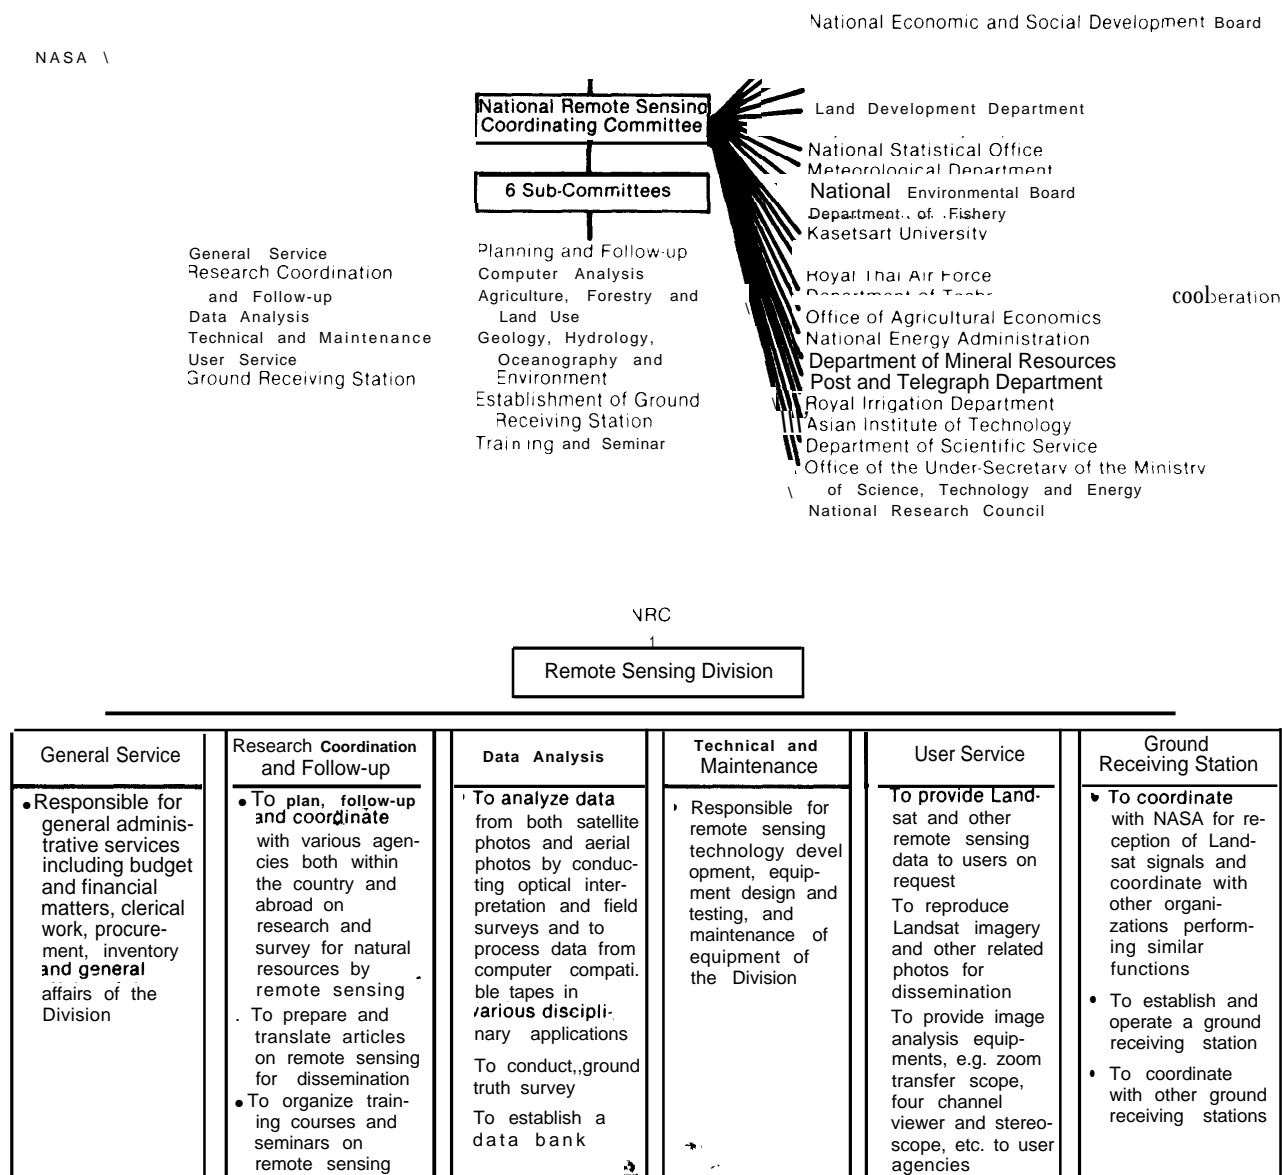 National Economic and Social Development Board
NASA \
National Remote Sensing
Coordinating Committee
6 Sub-Committees
Land Development Department
National Statistical Office
Meteorological Department
National Environmental Board
Department of Fishery
Kasetsart University
Royal Thai Air Force
Office of Agricultural Economics
National Energy Administration
Department of Mineral Resources
Post and Telegraph Department
Royal Irrigation Department
Asian Institute of Technology
Department of Scientific Service
Office of the Under-Secretary of the Ministry
of Science, Technology and Energy
National Research Council
General Service
Research Coordination
and Follow-up
Data Analysis
Technical and Maintenance
User Service
Ground Receiving Station
Planning and Follow-up
Computer Analysis
Agriculture, Forestry and
Land Use
Geology, Hydrology,
Oceanography and
Environment
Establishment of Ground
Receiving Station
Training and Seminar
NRC
Remote Sensing Division
General Service
• Responsible for
general adminis-
trative services
including budget
and financial
matters, clerical
work, procure-
ment, inventory
and general
affairs of the
Division
Research Coordination
and Follow-up
• To plan, follow-up
and coordinate
with various agen-
cies both within
the country and
abroad on
research and
survey for natural
resources by
remote sensing
. To prepare and
translate articles
on remote sensing
for dissemination
• To organize train-
ing courses and
seminars on
remote sensing
Data Analysis
To analyze data
from both satellite
photos and aerial
photos by conduc-
ting optical inter-
pretation and field
surveys and to
process data from
computer compati.
ble tapes in
various discipli-
nary applications
To conduct,,ground
truth survey
To establish a
data bank
Technical and
Maintenance
Responsible for
remote sensing
technology devel
opment, equip-
ment design and
testing, and
maintenance of
equipment of
the Division
User Service
To provide Land-
sat and other
remote sensing
data to users on
request
To reproduce
Landsat imagery
and other related
photos for
dissemination
To provide image
analysis equip-
ments, e.g. zoom
transfer scope,
four channel
viewer and stereo-
scope, etc. to user
agencies
Ground
Receiving Station
• To coordinate
with NASA for re-
ception of Land-
sat signals and
coordinate with
other organi-
zations perform-
ing similar
functions
• To establish and
operate a ground
receiving station
• To coordinate
with other ground
receiving stations